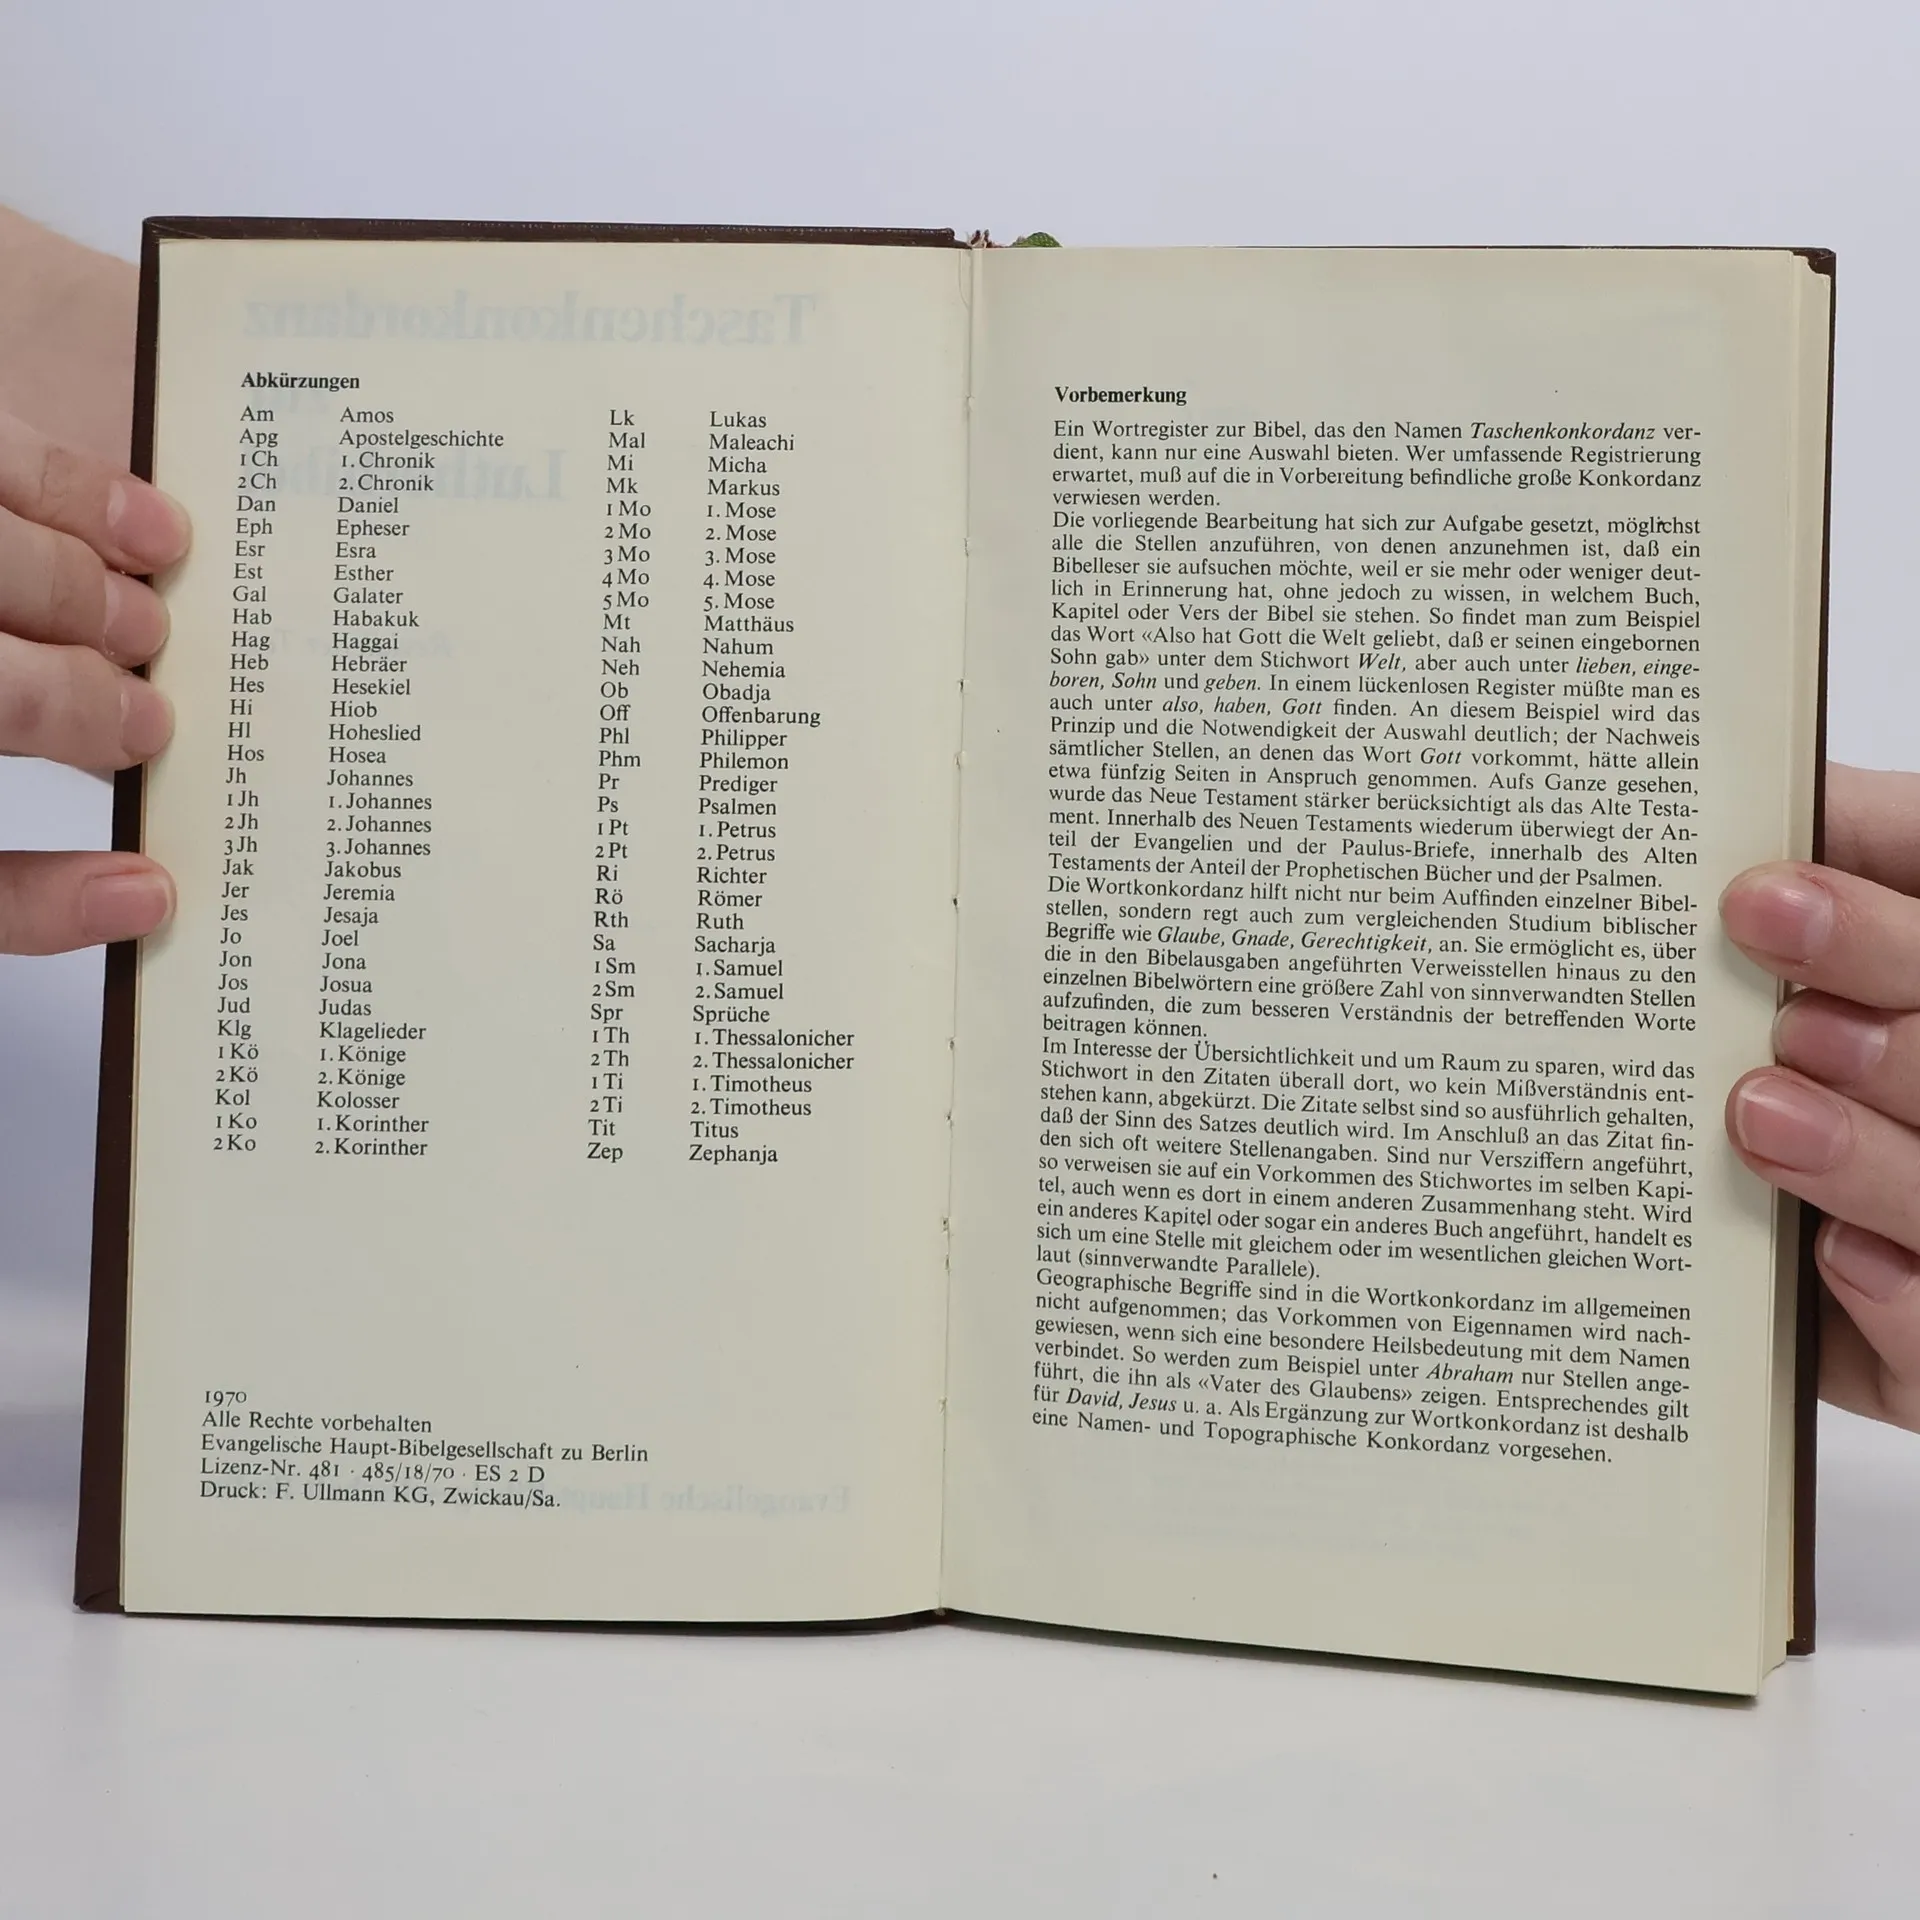 Abkürzungen
Am Amos
Apg Apostelgeschichte
1 Ch 1. Chronik
2 Ch 2. Chronik
Dan Daniel
Eph Epheser
Esr Esra
Est Esther
Gal Galater
Hab Habakuk
Hag Haggai
Heb Hebräer
Hes Hesekiel
Hi Hiob
Hl Hoheslied
Hos Hosea
Jh Johannes
1 Jh 1. Johannes
2 Jh 2. Johannes
3 Jh 3. Johannes
Jak Jakobus
Jer Jeremia
Jes Jesaja
Jo Joel
Jon Jona
Jos Josua
Jud Judas
Klg Klagelieder
1 Kö 1. Könige
2 Kö 2. Könige
Kol Kolosser
1 Ko 1. Korinther
2 Ko 2. Korinther
Lk Lukas
Mal Maleachi
Mi Micha
Mk Markus
1 Mo 1. Mose
2 Mo 2. Mose
3 Mo 3. Mose
4 Mo 4. Mose
5 Mo 5. Mose
Mt Matthäus
Nah Nahum
Neh Nehemia
Ob Obadja
Off Offenbarung
Phl Philipper
Phm Philemon
Pr Prediger
Ps Psalmen
1 Pt 1. Petrus
2 Pt 2. Petrus
Ri Richter
Rö Römer
Rth Ruth
Sa Sacharja
1 Sm 1. Samuel
2 Sm 2. Samuel
Spr Sprüche
1 Th 1. Thessalonicher
2 Th 2. Thessalonicher
1 Ti 1. Timotheus
2 Ti 2. Timotheus
Tit Titus
Zep Zephanja
1970
Alle Rechte vorbehalten
Evangelische Haupt-Bibelgesellschaft zu Berlin
Lizenz-Nr. 481 · 485/18/70 · ES 2 D
Druck: F. Ullmann KG, Zwickau/Sa.
Vorbemerkung
Ein Wortregister zur Bibel, das den Namen Taschenkonkordanz ver-
dient, kann nur eine Auswahl bieten. Wer umfassende Registrierung
erwartet, muß auf die in Vorbereitung befindliche große Konkordanz
verwiesen werden.
Die vorliegende Bearbeitung hat sich zur Aufgabe gesetzt, möglichst
alle die Stellen anzuführen, von denen anzunehmen ist, daß ein
Bibelleser sie aufsuchen möchte, weil er sie mehr oder weniger deut-
lich in Erinnerung hat, ohne jedoch zu wissen, in welchem Buch,
Kapitel oder Vers der Bibel sie stehen. So findet man zum Beispiel
das Wort «Also hat Gott die Welt geliebt, daß er seinen eingebornen
Sohn gab» unter dem Stichwort Welt, aber auch unter lieben, einge-
boren, Sohn und geben. In einem lückenlosen Register müßte man es
auch unter also, haben, Gott finden. An diesem Beispiel wird das
Prinzip und die Notwendigkeit der Auswahl deutlich; der Nachweis
sämtlicher Stellen, an denen das Wort Gott vorkommt, hätte allein
etwa fünfzig Seiten in Anspruch genommen. Aufs Ganze gesehen,
wurde das Neue Testament stärker berücksichtigt als das Alte Testa-
ment. Innerhalb des Neuen Testaments wiederum überwiegt der An-
teil der Evangelien und der Paulus-Briefe, innerhalb des Alten
Testaments der Anteil der Prophetischen Bücher und der Psalmen.
Die Wortkonkordanz hilft nicht nur beim Auffinden einzelner Bibel-
stellen, sondern regt auch zum vergleichenden Studium biblischer
Begriffe wie Glaube, Gnade, Gerechtigkeit, an. Sie ermöglicht es, über
die in den Bibelausgaben angeführten Verweisstellen hinaus zu den
einzelnen Bibelwörtern eine größere Zahl von sinnverwandten Stellen
aufzufinden, die zum besseren Verständnis der betreffenden Worte
beitragen können.
Im Interesse der Übersichtlichkeit und um Raum zu sparen, wird das
Stichwort in den Zitaten überall dort, wo kein Mißverständnis ent-
stehen kann, abgekürzt. Die Zitate selbst sind so ausführlich gehalten,
daß der Sinn des Satzes deutlich wird. Im Anschluß an das Zitat fin-
den sich oft weitere Stellenangaben. Sind nur Versziffern angeführt,
so verweisen sie auf ein Vorkommen des Stichwortes im selben Kapi-
tel, auch wenn es dort in einem anderen Zusammenhang steht. Wird
ein anderes Kapitel oder sogar ein anderes Buch angeführt, handelt es
sich um eine Stelle mit gleichem oder im wesentlichen gleichen Wort-
laut (sinnverwandte Parallele).
Geographische Begriffe sind in die Wortkonkordanz im allgemeinen
nicht aufgenommen; das Vorkommen von Eigennamen wird nach-
gewiesen, wenn sich eine besondere Heilsbedeutung mit dem Namen
verbindet. So werden zum Beispiel unter Abraham nur Stellen ange-
führt, die ihn als «Vater des Glaubens» zeigen. Entsprechendes gilt
für David, Jesus u. a. Als Ergänzung zur Wortkonkordanz ist deshalb
eine Namen- und Topographische Konkordanz vorgesehen.